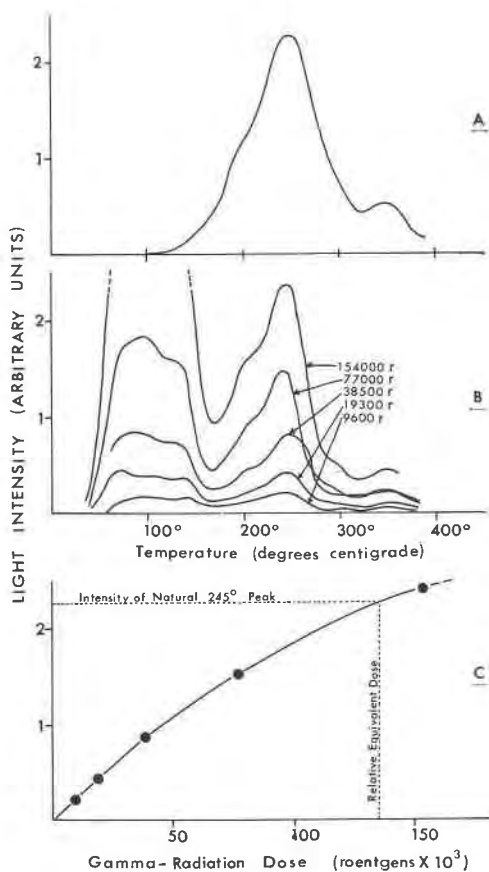 2
1
A
LIGHT INTENSITY (ARBITRARY UNITS)
2
1
B
154000 r
77000 r
38500 r
19300 r
9600 r
100° 200° 300° 400°
Temperature (degrees centigrade)
Intensity of Natural 245° Peak
2
1
C
Relative Equivalent Dose
50 100 150
Gamma-Radiation Dose (roentgens X 10³)